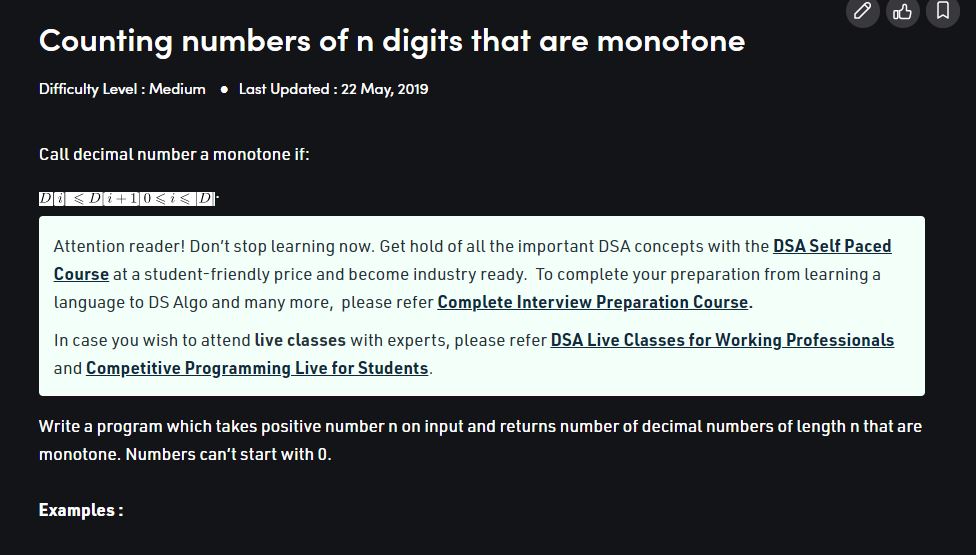 Counting numbers of n digits that are monotone
Difficulty Level : Medium ● Last Updated : 22 May, 2019
Call decimal number a monotone if:
D[i] ⩽ D[i + 1] 0 ⩽ i ⩽ |D|.
Attention reader! Don’t stop learning now. Get hold of all the important DSA concepts with the DSA Self Paced
Course at a student-friendly price and become industry ready. To complete your preparation from learning a
language to DS Algo and many more, please refer Complete Interview Preparation Course.
In case you wish to attend live classes with experts, please refer DSA Live Classes for Working Professionals
and Competitive Programming Live for Students.
Write a program which takes positive number n on input and returns number of decimal numbers of length n that are
monotone. Numbers can’t start with 0.
Examples :